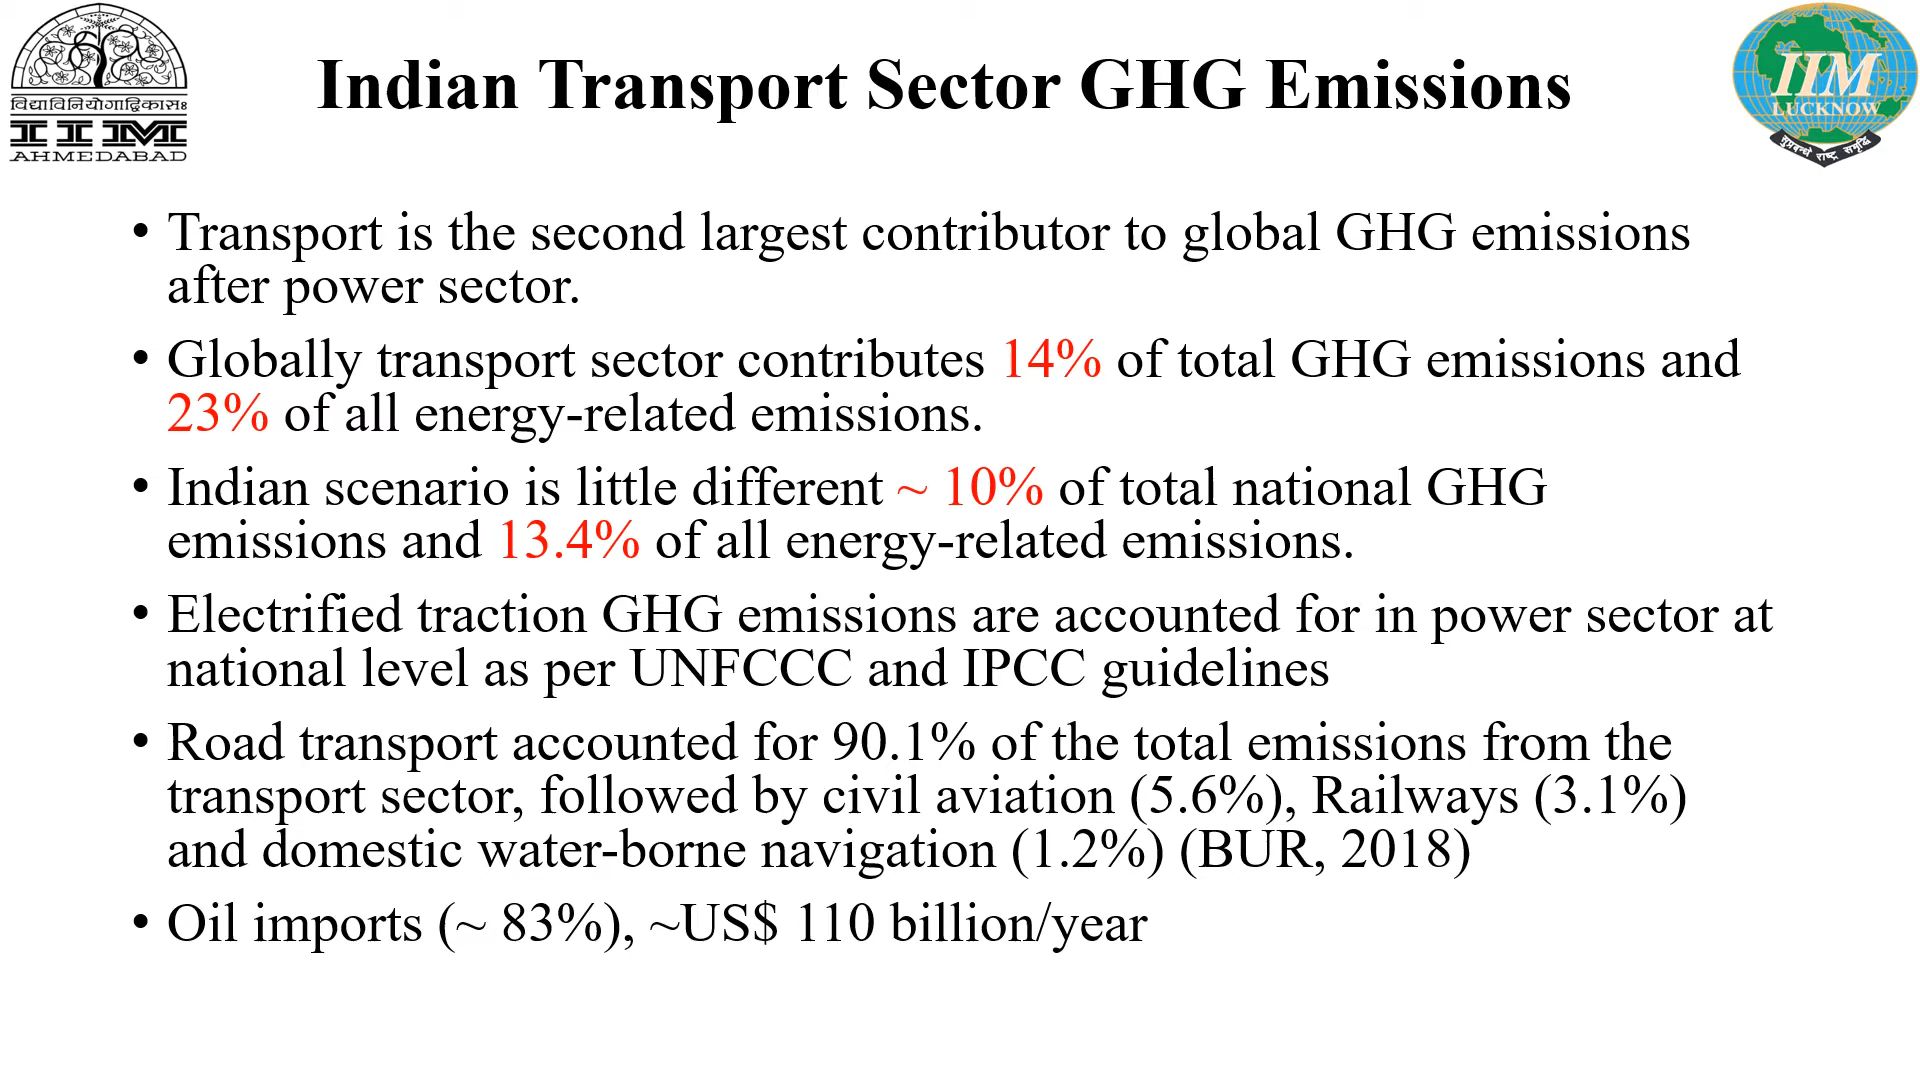 विद्याविनियोगाद्विकासः
IIM
AHMEDABAD
Indian Transport Sector GHG Emissions
IIM
LUCKNOW
सुप्रबन्धे राष्ट्र समृद्धि
• Transport is the second largest contributor to global GHG emissions
after power sector.
• Globally transport sector contributes 14% of total GHG emissions and
23% of all energy-related emissions.
• Indian scenario is little different ~ 10% of total national GHG
emissions and 13.4% of all energy-related emissions.
• Electrified traction GHG emissions are accounted for in power sector at
national level as per UNFCCC and IPCC guidelines
• Road transport accounted for 90.1% of the total emissions from the
transport sector, followed by civil aviation (5.6%), Railways (3.1%)
and domestic water-borne navigation (1.2%) (BUR, 2018)
• Oil imports (~ 83%), ~US$ 110 billion/year